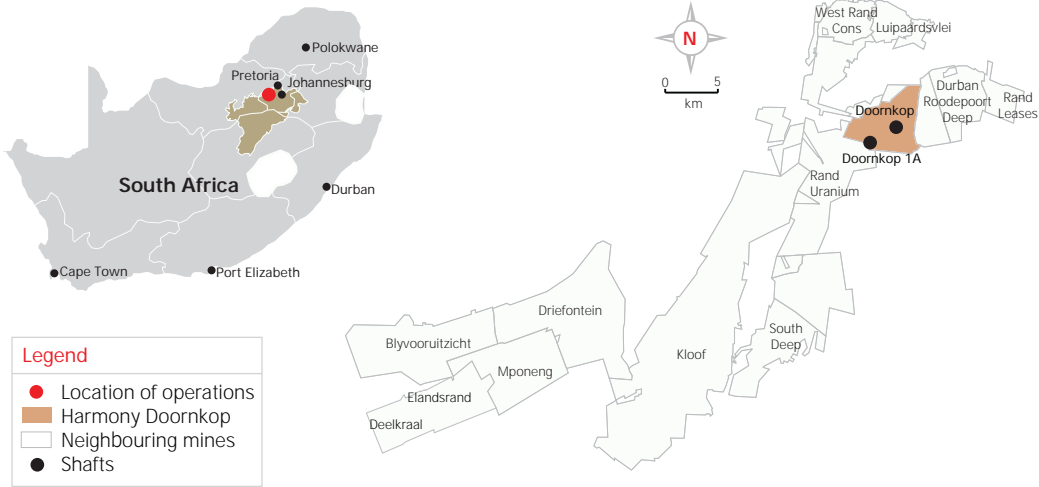 Polokwane
Pretoria
Johannesburg
South Africa
Durban
Cape Town
Port Elizabeth
Legend
Location of operations
Harmony Doornkop
Neighbouring mines
Shafts
N
0 5
km
West Rand
Cons
Luipaardsvlei
Durban
Roodepoort
Deep
Rand
Leases
Doornkop
Doornkop 1A
Rand
Uranium
Driefontein
Blyvooruitzicht
Mponeng
Elandsrand
Deelkraal
Kloof
South
Deep